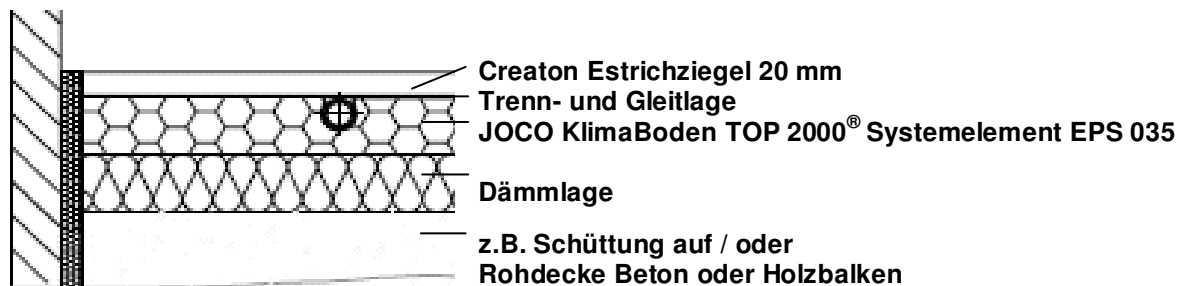 Creaton Estrichziegel 20 mm
Trenn- und Gleitlage
JOCO KlimaBoden TOP 2000® Systemelement EPS 035
Dämmlage
z.B. Schüttung auf / oder
Rohdecke Beton oder Holzbalken